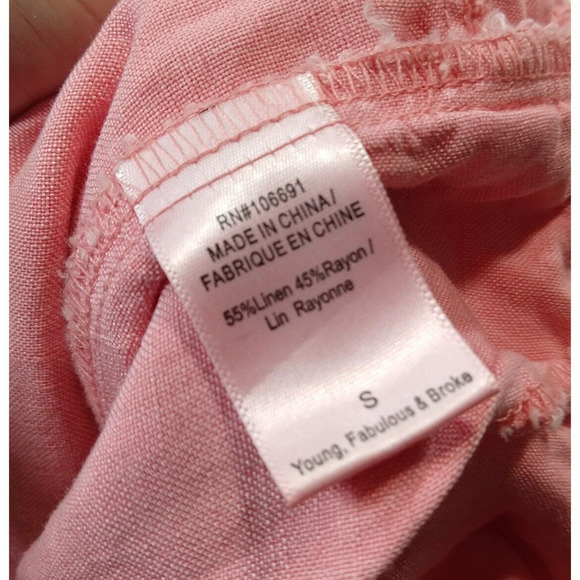 RN#106691
MADE IN CHINA/
FABRIQUE EN CHINE
55%Linen 45%Rayon/
Lin Rayonne
S
Young, Fabulous & Broke